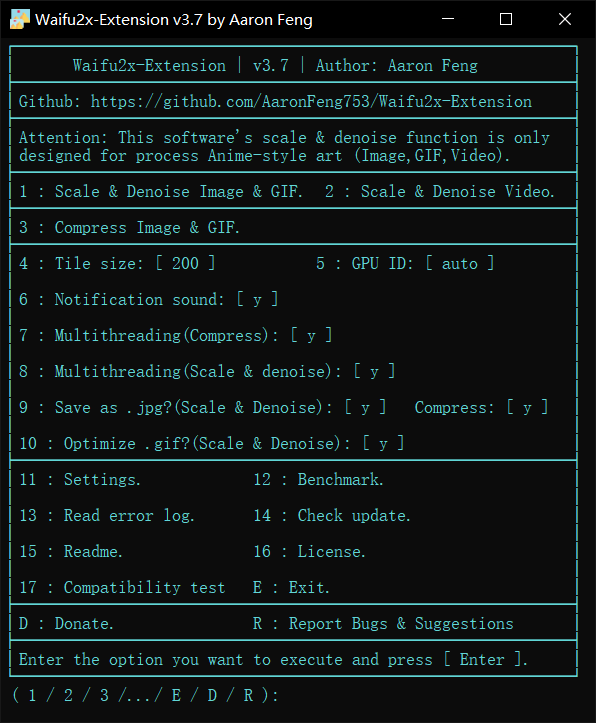 Waifu2x-Extension v3.7 by Aaron Feng
Waifu2x-Extension | v3.7 | Author: Aaron Feng
Github: https://github.com/AaronFeng753/Waifu2x-Extension
Attention: This software's scale & denoise function is only
designed for process Anime-style art (Image,GIF,Video).
1 : Scale & Denoise Image & GIF.  2 : Scale & Denoise Video.
3 : Compress Image & GIF.
4 : Tile size: [ 200 ]  5 : GPU ID: [ auto ]
6 : Notification sound: [ y ]
7 : Multithreading(Compress): [ y ]
8 : Multithreading(Scale & denoise): [ y ]
9 : Save as .jpg?(Scale & Denoise): [ y ]  Compress: [ y ]
10 : Optimize .gif?(Scale & Denoise): [ y ]
11 : Settings.  12 : Benchmark.
13 : Read error log.  14 : Check update.
15 : Readme.  16 : License.
17 : Compatibility test  E : Exit.
D : Donate.  R : Report Bugs & Suggestions
Enter the option you want to execute and press [ Enter ].
( 1 / 2 / 3 /.../ E / D / R ):